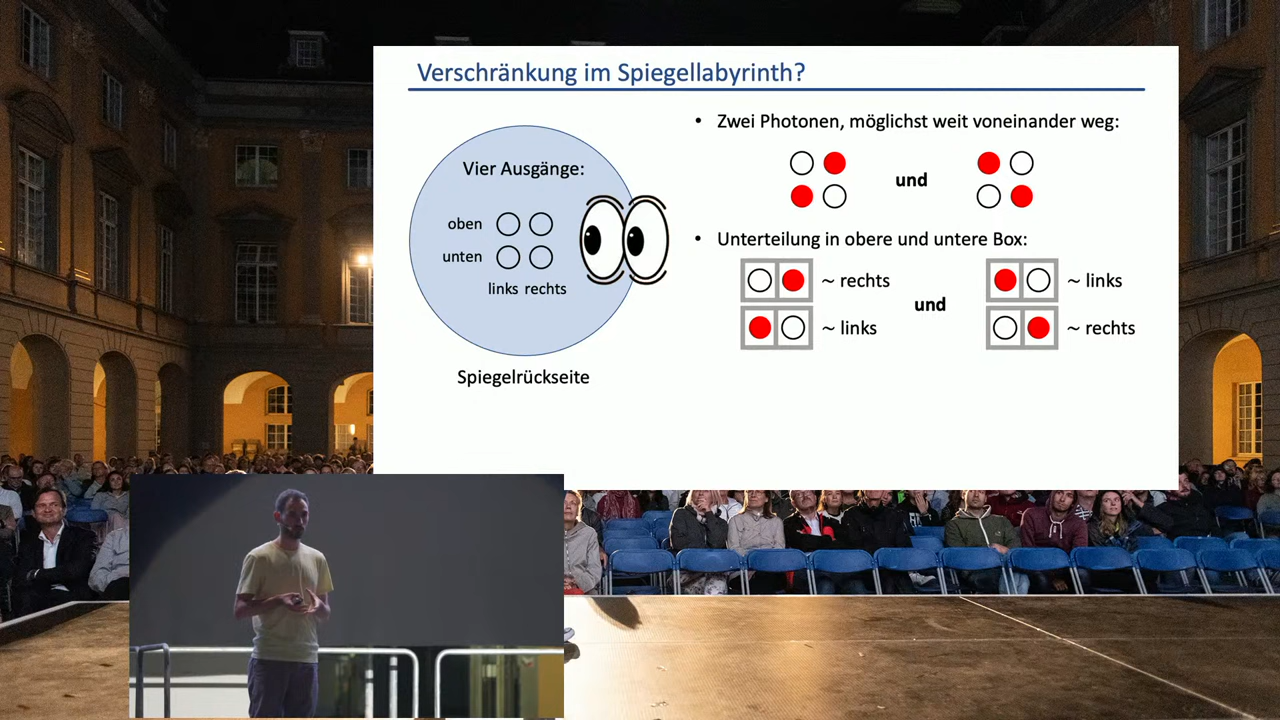 Verschränkung im Spiegellabyrinth?
Vier Ausgänge:
oben
unten
links rechts
Spiegelrückseite
• Zwei Photonen, möglichst weit voneinander weg:
und
• Unterteilung in obere und untere Box:
~ rechts
~ links
und
~ links
~ rechts